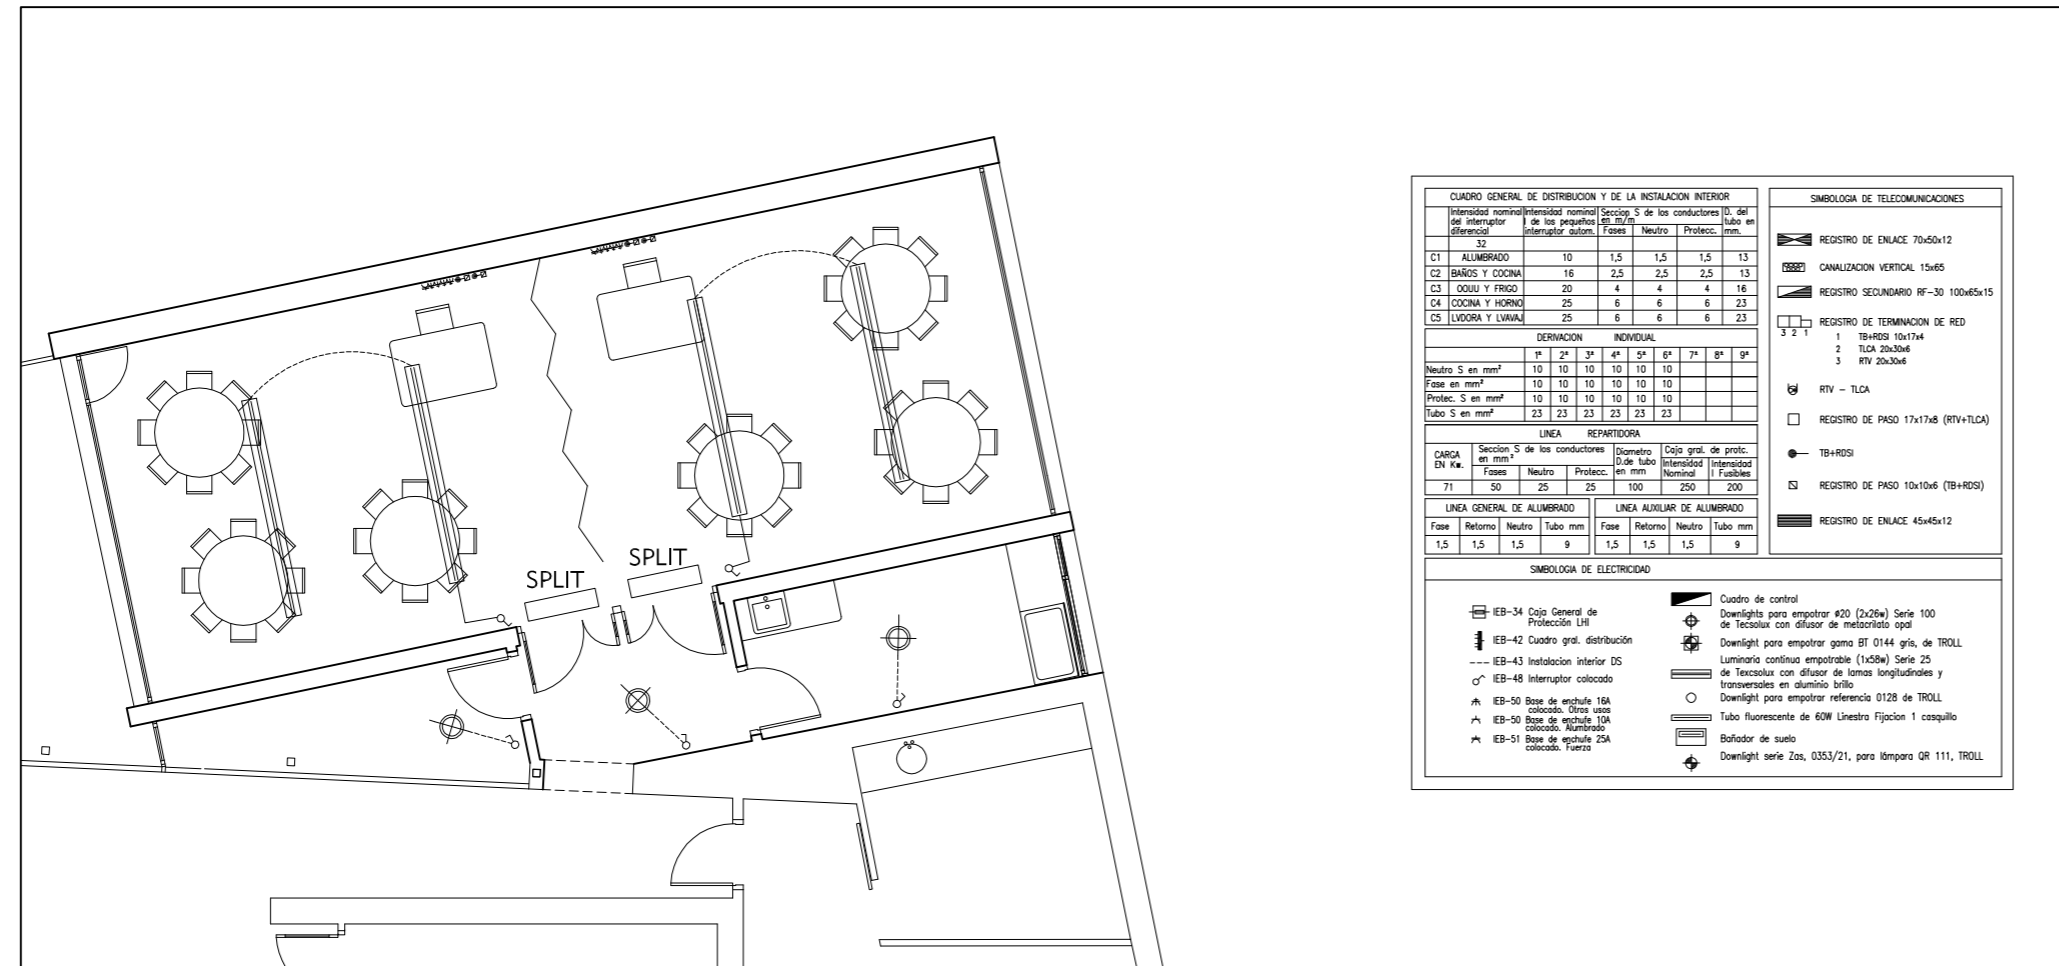 SPLIT
SPLIT
CUADRO GENERAL DE DISTRIBUCION Y DE LA INSTALACION INTERIOR
Intensidad nominal del interruptor diferencial Intensidad nominal I de los pequeños interruptor autom. Seccion S de los conductores en m/m D. del tubo en mm.
Fases Neutro Protecc.
32
C1 ALUMBRADO 10 1,5 1,5 1,5 13
C2 BAÑOS Y COCINA 16 2,5 2,5 2,5 13
C3 OOUU Y FRIGO 20 4 4 4 16
C4 COCINA Y HORNO 25 6 6 6 23
C5 LVDORA Y LVAVAJ 25 6 6 6 23
DERIVACION INDIVIDUAL
1ª 2ª 3ª 4ª 5ª 6ª 7ª 8ª 9ª
Neutro S en mm² 10 10 10 10 10 10
Fase en mm² 10 10 10 10 10 10
Protec. S en mm² 10 10 10 10 10 10
Tubo S en mm² 23 23 23 23 23 23
LINEA REPARTIDORA
CARGA EN Kw. Seccion S de los conductores en mm² Diametro D.de tubo en mm Caja gral. de protc.
Fases Neutro Protecc. Intensidad Nominal Intensidad I Fusibles
71 50 25 25 100 250 200
LINEA GENERAL DE ALUMBRADO
Fase Retorno Neutro Tubo mm
1,5 1,5 1,5 9
LINEA AUXILIAR DE ALUMBRADO
Fase Retorno Neutro Tubo mm
1,5 1,5 1,5 9
SIMBOLOGIA DE TELECOMUNICACIONES
REGISTRO DE ENLACE 70x50x12
CANALIZACION VERTICAL 15x65
REGISTRO SECUNDARIO RF-30 100x65x15
REGISTRO DE TERMINACION DE RED
3 2 1
1 TB+RDSI 10x17x4
2 TLCA 20x30x6
3 RTV 20x30x6
RTV - TLCA
REGISTRO DE PASO 17x17x8 (RTV+TLCA)
TB+RDSI
REGISTRO DE PASO 10x10x6 (TB+RDSI)
REGISTRO DE ENLACE 45x45x12
SIMBOLOGIA DE ELECTRICIDAD
IEB-34 Caja General de
Protección LHI
IEB-42 Cuadro gral. distribución
IEB-43 Instalacion interior DS
IEB-48 Interruptor colocado
IEB-50 Base de enchufe 16A
colocado. Otros usos
IEB-50 Base de enchufe 10A
colocado. Alumbrado
IEB-51 Base de enchufe 25A
colocado. Fuerza
Cuadro de control
Downlights para empotrar ø20 (2x26w) Serie 100
de Tecsolux con difusor de metacrilato opal
Downlight para empotrar gama BT 0144 gris, de TROLL
Luminaria continua empotrable (1x58w) Serie 25
de Texcsolux con difusor de lamas longitudinales y
transversales en aluminio brillo
Downlight para empotrar referencia 0128 de TROLL
Tubo fluorescente de 60W Linestra Fijacion 1 casquillo
Bañador de suelo
Downlight serie Zas, 0353/21, para lámpara QR 111, TROLL